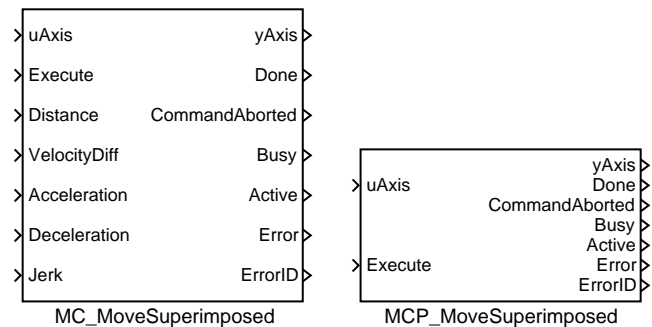 uAxis yAxis
Execute Done
Distance CommandAborted
VelocityDiff Busy
Acceleration Active
Deceleration Error
Jerk ErrorID
MC_MoveSuperimposed
yAxis
uAxis Done
CommandAborted
Busy
Active
Execute Error
ErrorID
MCP_MoveSuperimposed